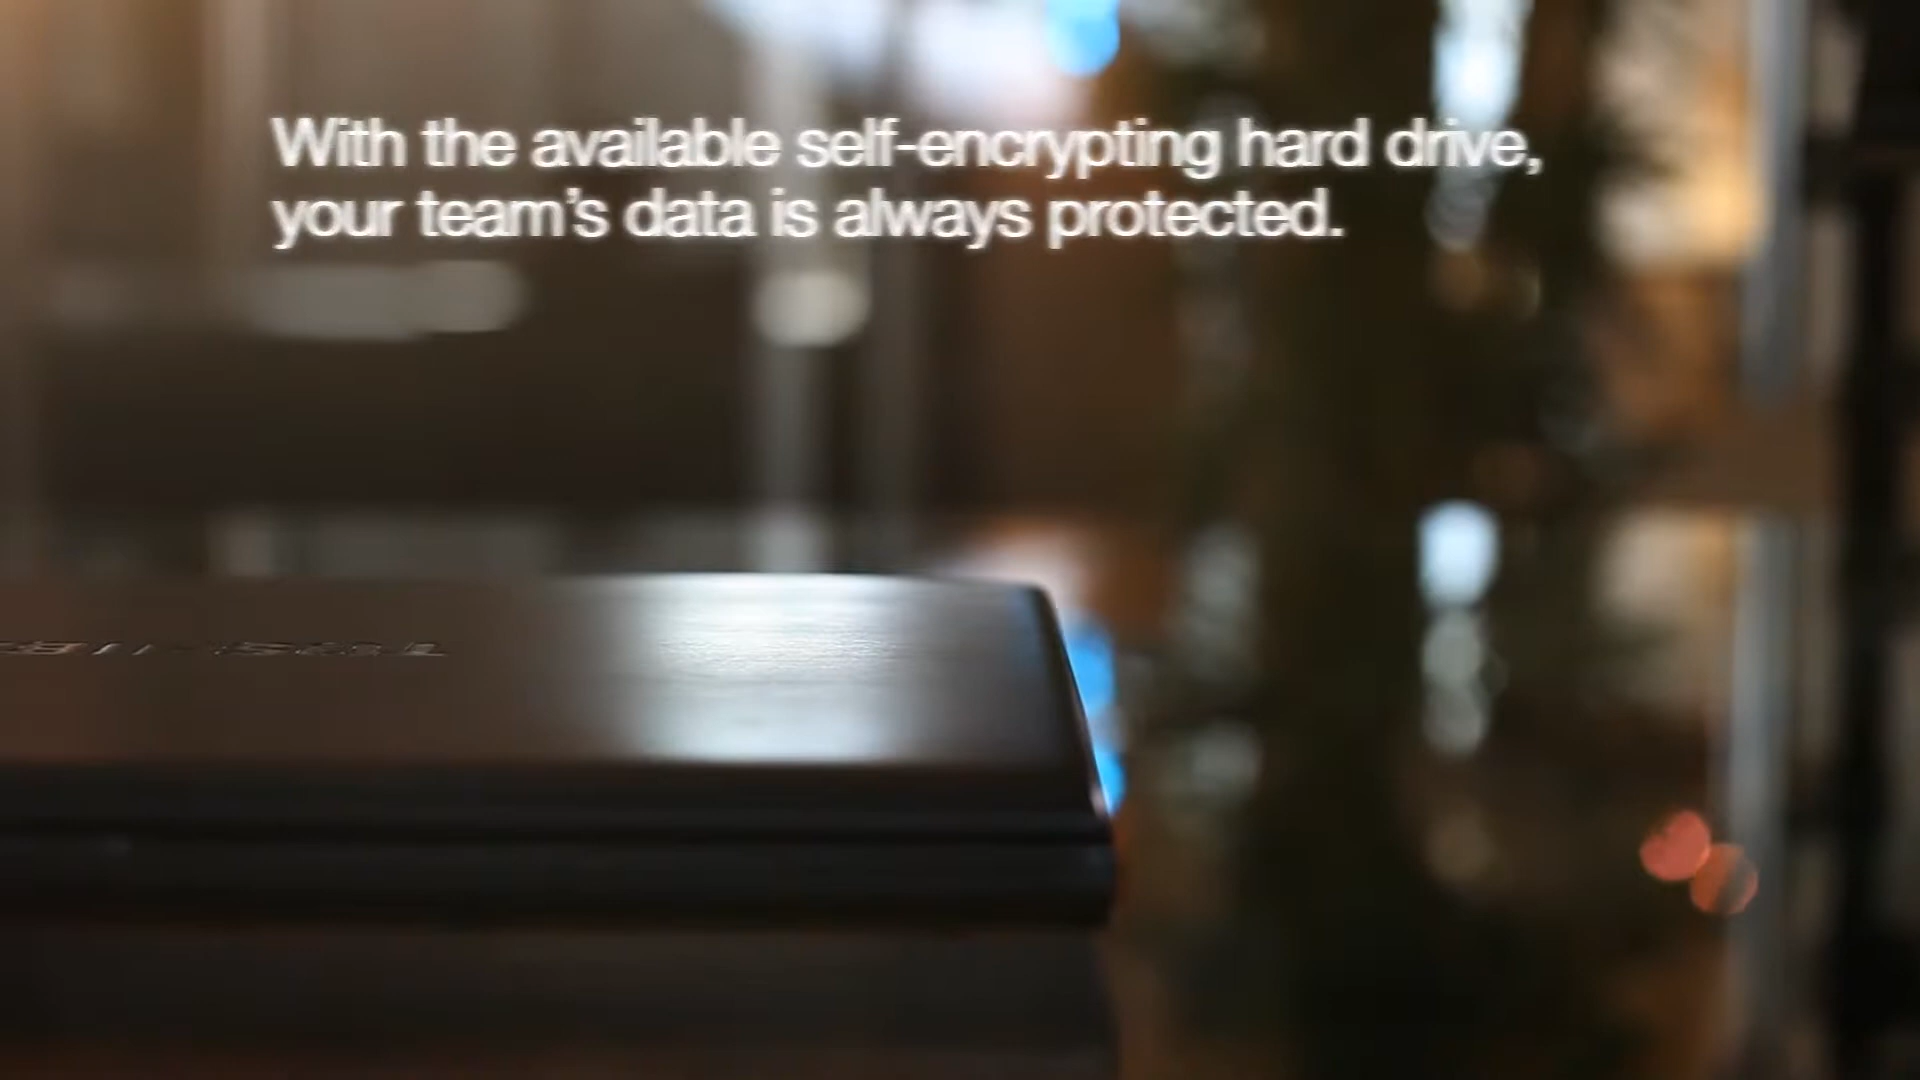 With the available self-encrypting hard drive,
your team’s data is always protected.